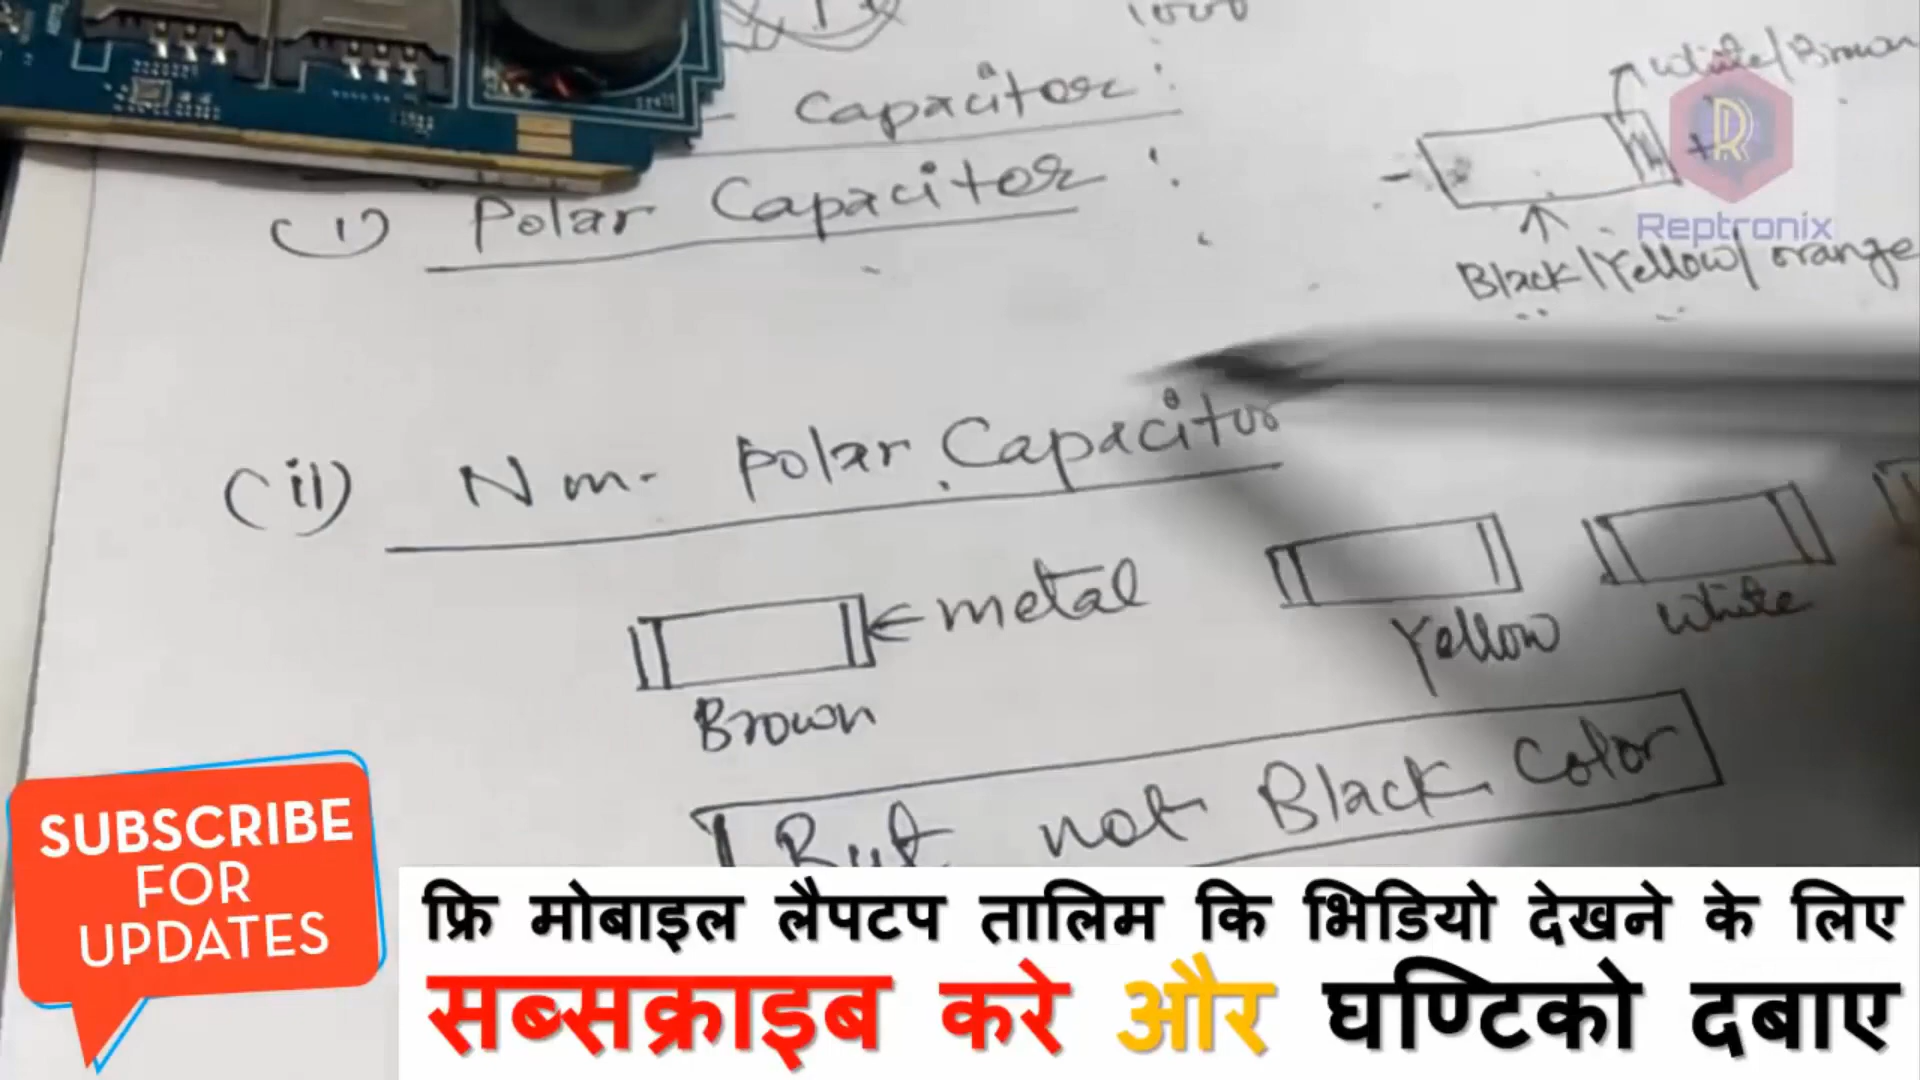 1000
Capacitor:
White/Brown
(i) Polar Capacitor:
- +
Reptronix
Black/Yellow/orange
(ii) Non-Polar Capacitor
←metal
Brown
Yellow
White
But not Black Color
SUBSCRIBE
FOR
UPDATES
फ्रि मोबाइल लैपटप तालिम कि भिडियो देखने के लिए
सब्सक्राइब करे और घण्टिको दबाए